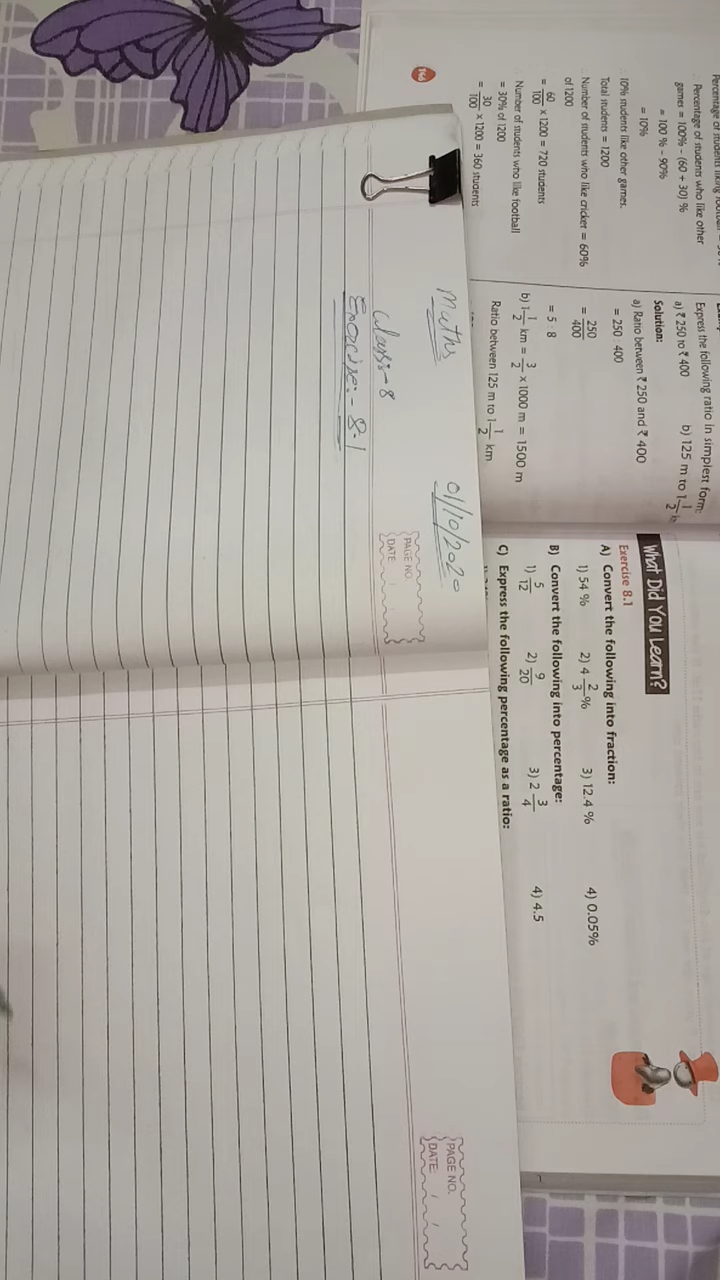 Percentage of students who like other
games = 100% - (60 + 30) %
= 100 % - 90%
= 10%
10% students like other games.
Total students = 1200
Number of students who like cricket = 60%
of 1200
= 60/100 x 1200 = 720 students
Number of students who like football
= 30% of 1200
= 30/100 x 1200 = 360 students
146
Express the following ratio in simplest form:
a) ₹ 250 to ₹ 400 b) 125 m to 1 1/2
Solution:
a) Ratio between ₹ 250 and ₹ 400
= 250 : 400
= 250/400
= 5 : 8
b) 1 1/2 km = 3/2 x 1000 m = 1500 m
Ratio between 125 m to 1 1/2 km
What Did You Learn?
Exercise 8.1
A) Convert the following into fraction:
1) 54 % 2) 4 2/3 % 3) 12.4 % 4) 0.05%
B) Convert the following into percentage:
1) 5/12 2) 9/20 3) 2 3/4 4) 4.5
C) Express the following percentage as a ratio:
Maths 01/10/2020
Class:-8
Exercise:- 8.1
PAGE NO.
DATE
PAGE NO.
DATE: